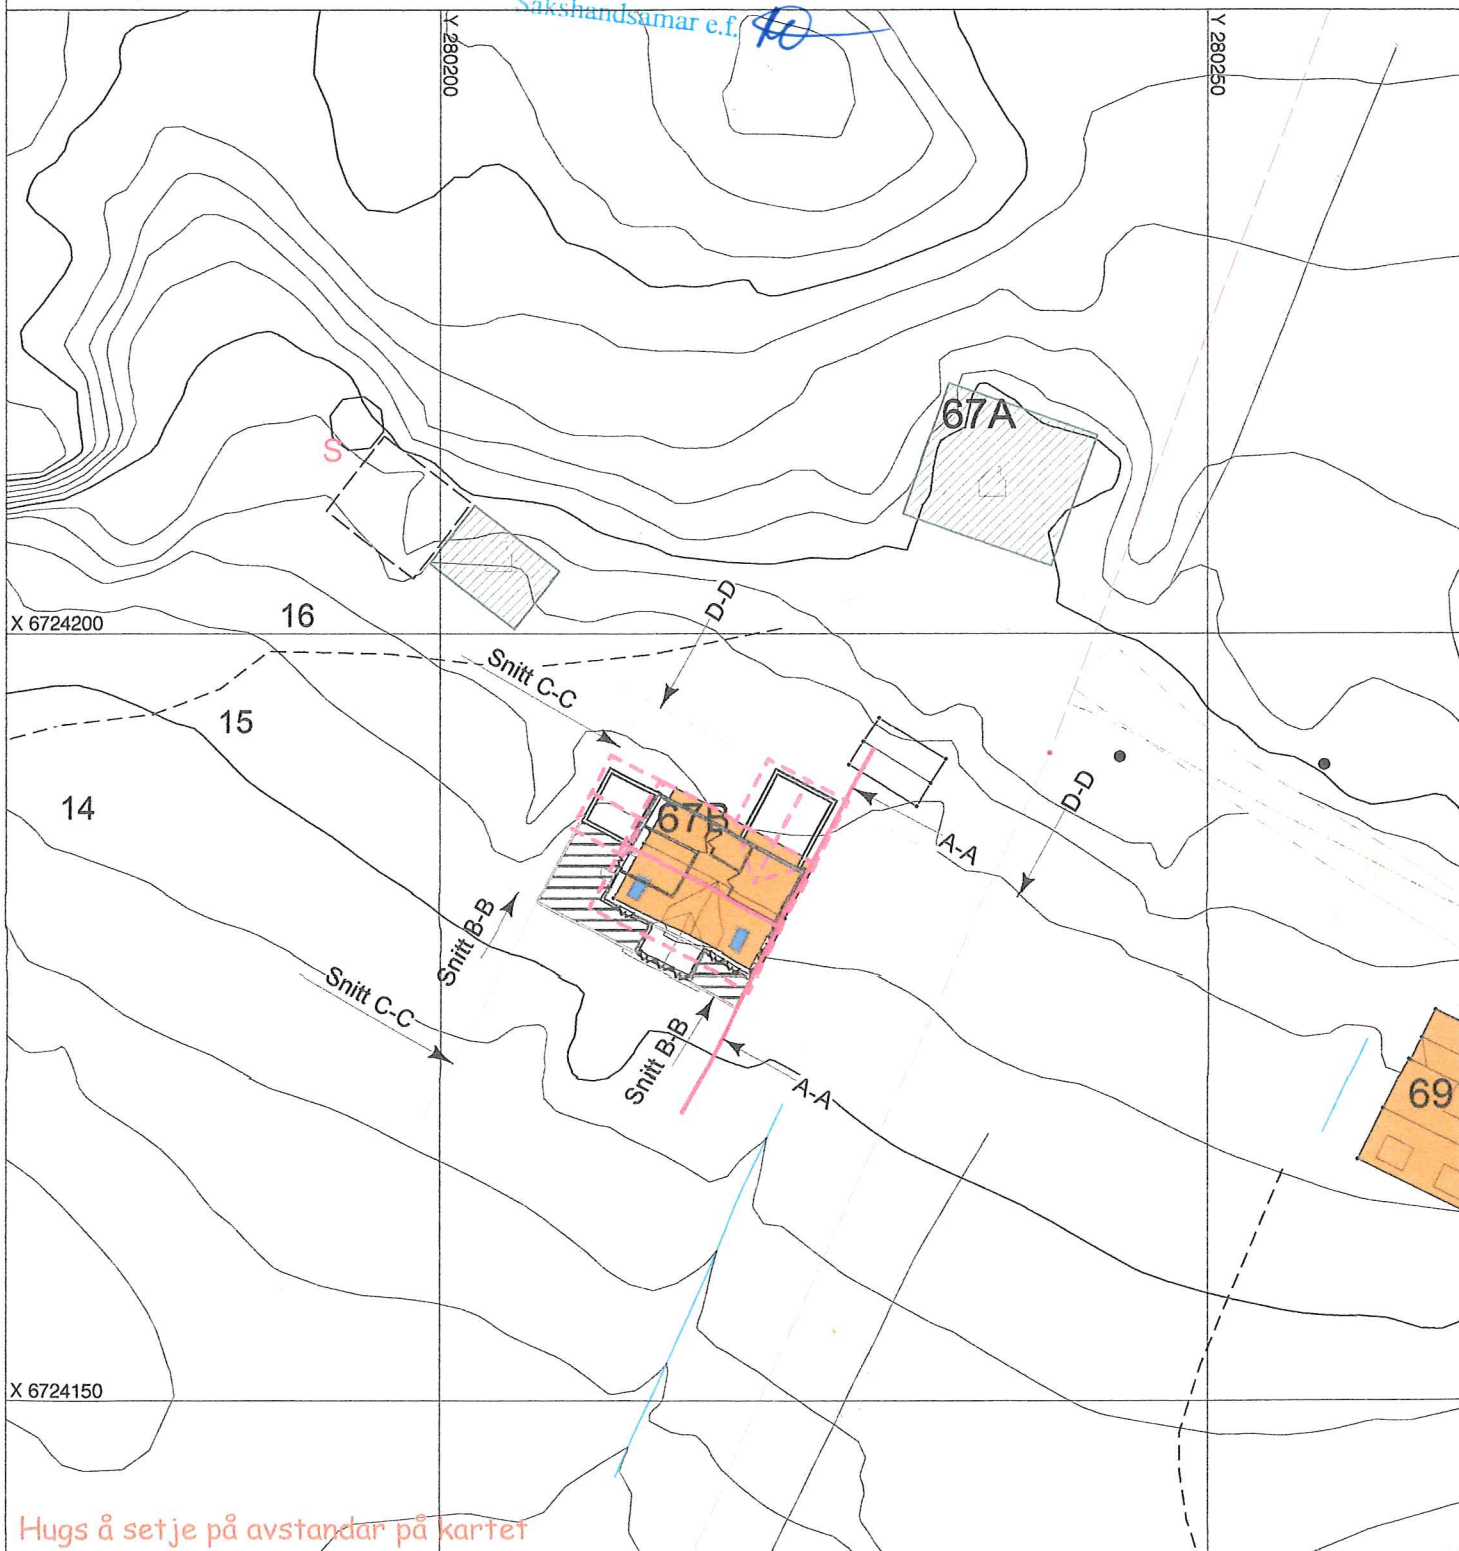 Sakshandsamar e.f.
Y 280200
Y 280250
67A
S
16
X 6724200
D-D
Snitt C-C
15
14
67B
D-D
A-A
Snitt B-B
Snitt C-C
Snitt B-B
A-A
69
X 6724150
Hugs å setje på avstandar på kartet